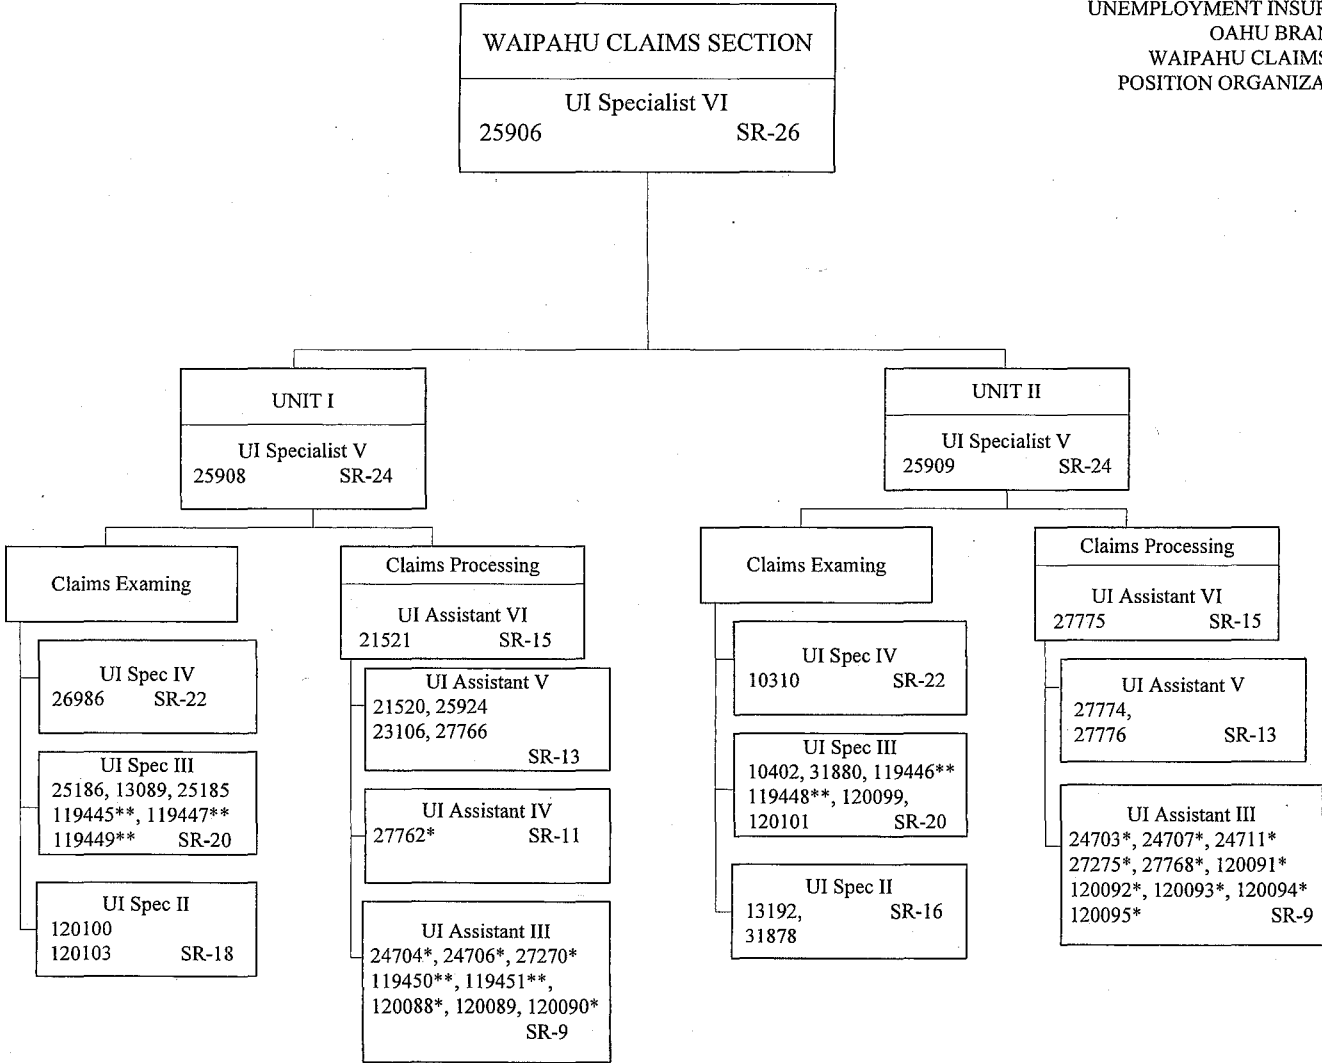 UNEMPLOYMENT
OAHU
WAIPAHU CLAIMS
POSITION
WAIPAHU CLAIMS SECTION
UI Specialist VI
25906 SR-26
UNIT I
UI Specialist V
25908 SR-24
Claims Examing
UI Spec IV
26986 SR-22
UI Spec III
25186, 13089, 25185
119445**, 119447**
119449** SR-20
UI Spec II
120100
120103 SR-18
Claims Processing
UI Assistant VI
21521 SR-15
UI Assistant V
21520, 25924
23106, 27766
SR-13
UI Assistant IV
27762* SR-11
UI Assistant III
24704*, 24706*, 27270*
119450**, 119451**,
120088*, 120089, 120090*
SR-9
UNIT II
UI Specialist V
25909 SR-24
Claims Examing
UI Spec IV
10310 SR-22
UI Spec III
10402, 31880, 119446**
119448**, 120099,
120101 SR-20
UI Spec II
13192, SR-16
31878
Claims Processing
UI Assistant VI
27775 SR-15
UI Assistant V
27774,
27776 SR-13
UI Assistant III
24703*, 24707*, 24711*
27275*, 27768*, 120091*
120092*, 120093*, 120094*
120095* SR-9